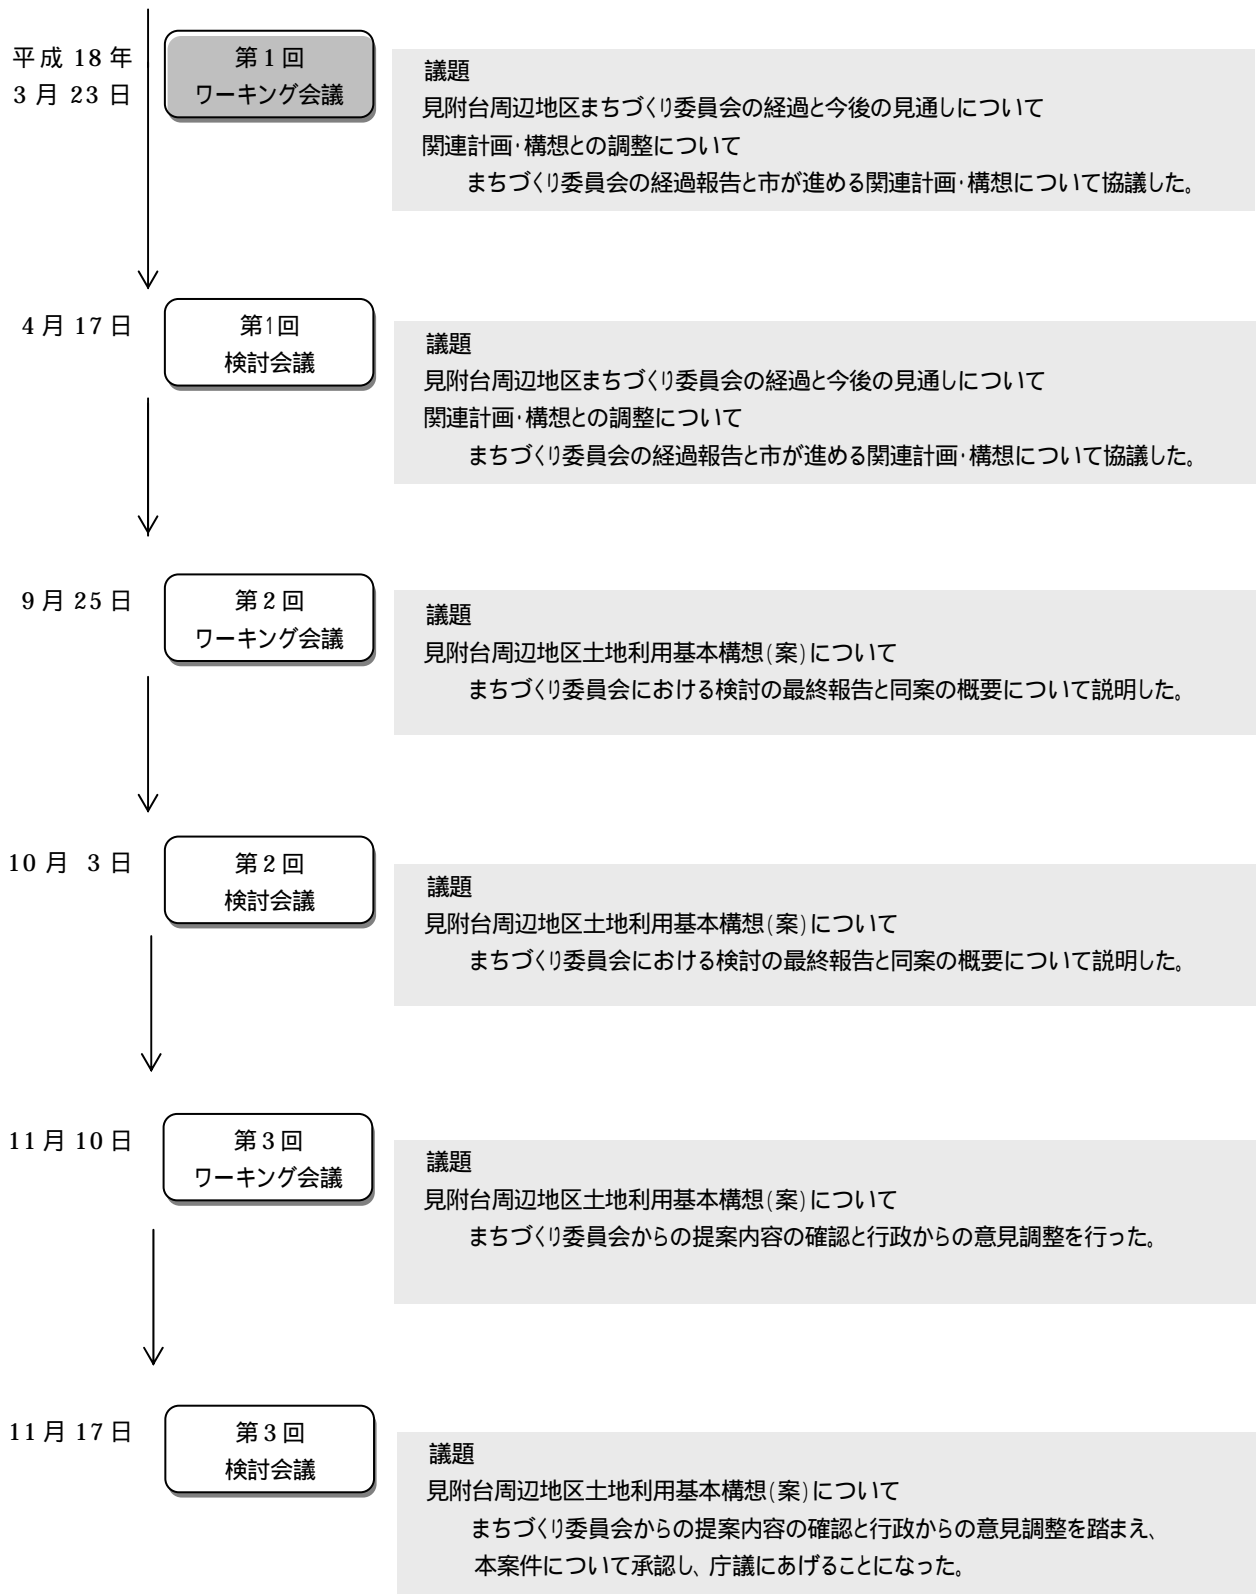 平成 18 年
3 月 23 日
第 1 回
ワーキング会議
議題
見附台周辺地区まちづくり委員会の経過と今後の見通しについて
関連計画・構想との調整について
まちづくり委員会の経過報告と市が進める関連計画・構想について協議した。
4 月 17 日
第1回
検討会議
議題
見附台周辺地区まちづくり委員会の経過と今後の見通しについて
関連計画・構想との調整について
まちづくり委員会の経過報告と市が進める関連計画・構想について協議した。
9 月 25 日
第 2 回
ワーキング会議
議題
見附台周辺地区土地利用基本構想(案)について
まちづくり委員会における検討の最終報告と同案の概要について説明した。
10 月 3 日
第 2 回
検討会議
議題
見附台周辺地区土地利用基本構想(案)について
まちづくり委員会における検討の最終報告と同案の概要について説明した。
11 月 10 日
第 3 回
ワーキング会議
議題
見附台周辺地区土地利用基本構想(案)について
まちづくり委員会からの提案内容の確認と行政からの意見調整を行った。
11 月 17 日
第 3 回
検討会議
議題
見附台周辺地区土地利用基本構想(案)について
まちづくり委員会からの提案内容の確認と行政からの意見調整を踏まえ、
本案件について承認し、庁議にあげることになった。